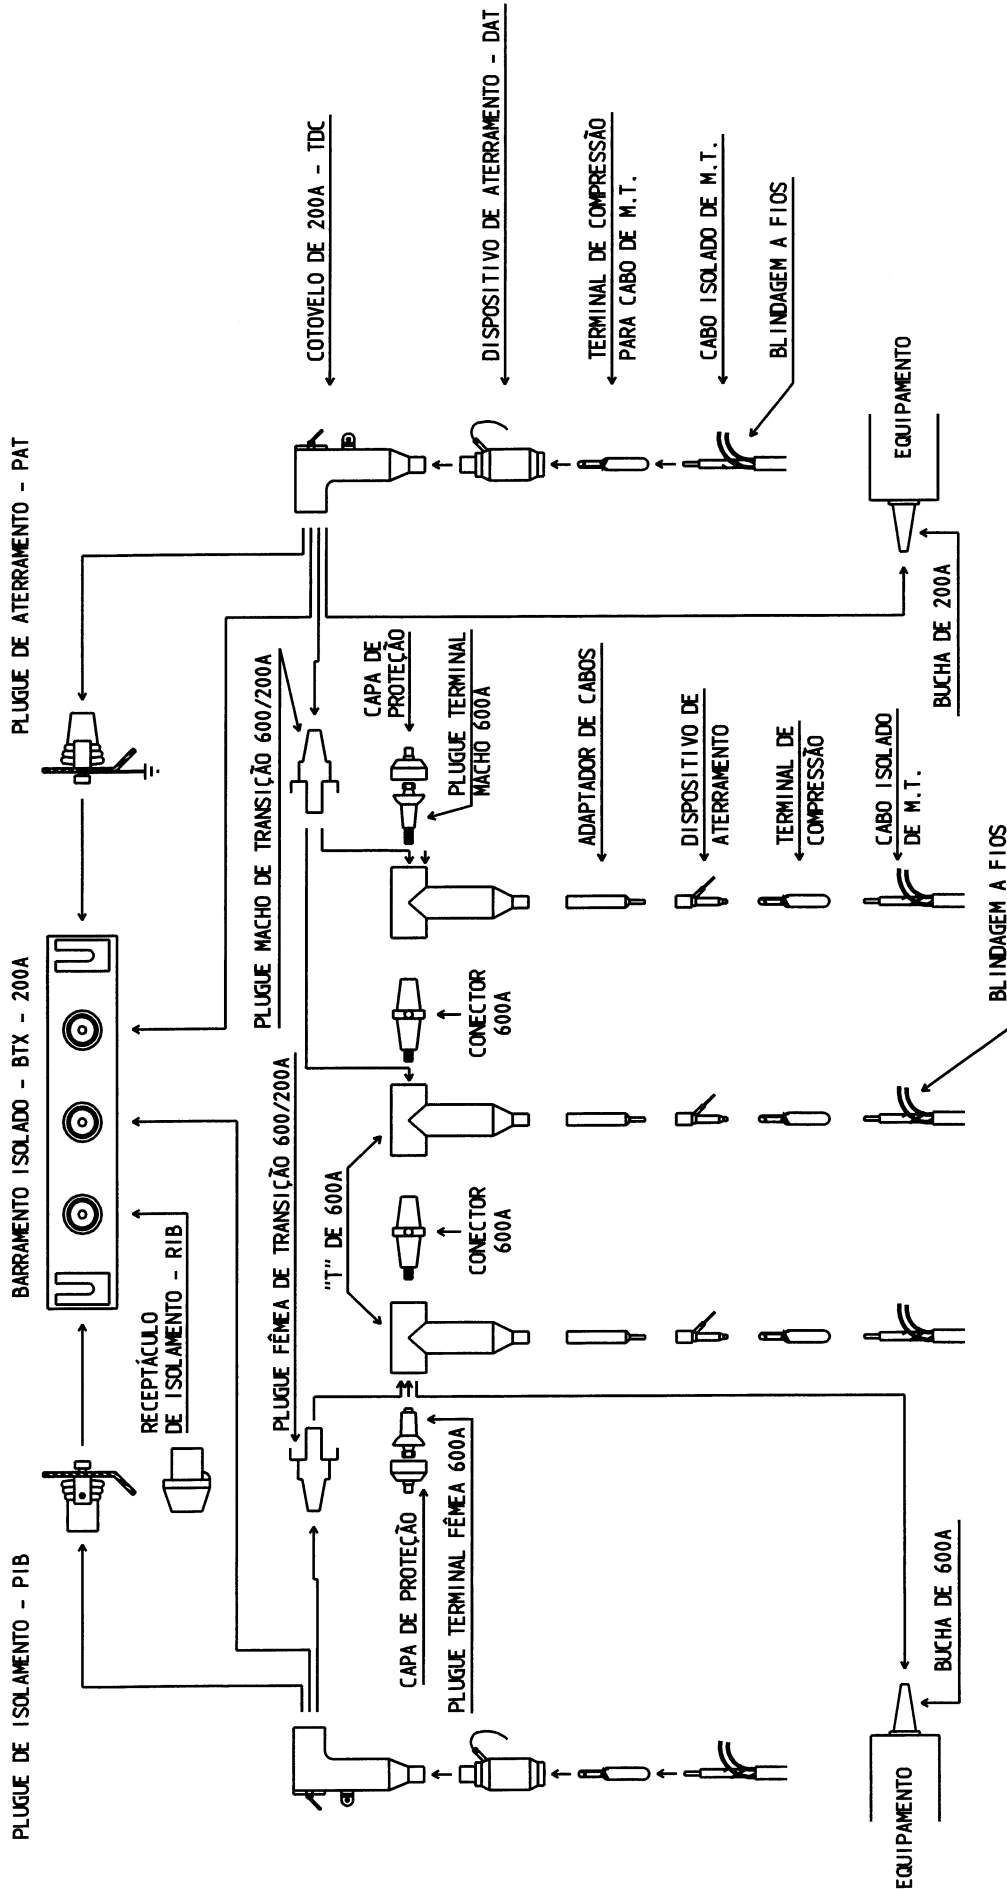 PLUGUE DE ISOLAMENTO - PIB
BARRAMENTO ISOLADO - BTX - 200A
PLUGUE DE ATERRAMENTO - PAT
RECEPTÁCULO
DE ISOLAMENTO - RIB
PLUGUE FÊMEA DE TRANSIÇÃO 600/200A
PLUGUE MACHO DE TRANSIÇÃO 600/200A
COTOVELO DE 200A - TDC
"T" DE 600A
CAPA DE
PROTEÇÃO
CAPA DE PROTEÇÃO
PLUGUE TERMINAL FÊMEA 600A
CONECTOR
600A
CONECTOR
600A
PLUGUE TERMINAL
MACHO 600A
DISPOSITIVO DE ATERRAMENTO - DAT
ADAPTADOR DE CABOS
TERMINAL DE COMPRESSÃO
PARA CABO DE M.T.
DISPOSITIVO DE
ATERRAMENTO
CABO ISOLADO DE M.T.
TERMINAL DE
COMPRESSÃO
BLINDAGEM A FIOS
CABO ISOLADO
DE M.T.
EQUIPAMENTO
BUCHA DE 600A
BUCHA DE 200A
EQUIPAMENTO
BLINDAGEM A FIOS